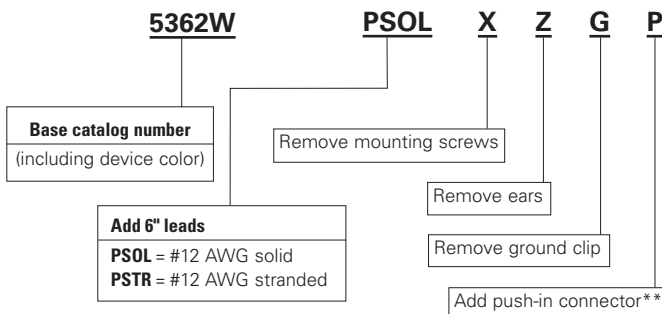 5362W PSOL X Z G P
Base catalog number
(including device color)
Remove mounting screws
Remove ears
Add 6" leads
PSOL = #12 AWG solid
PSTR = #12 AWG stranded
Remove ground clip
Add push-in connector**